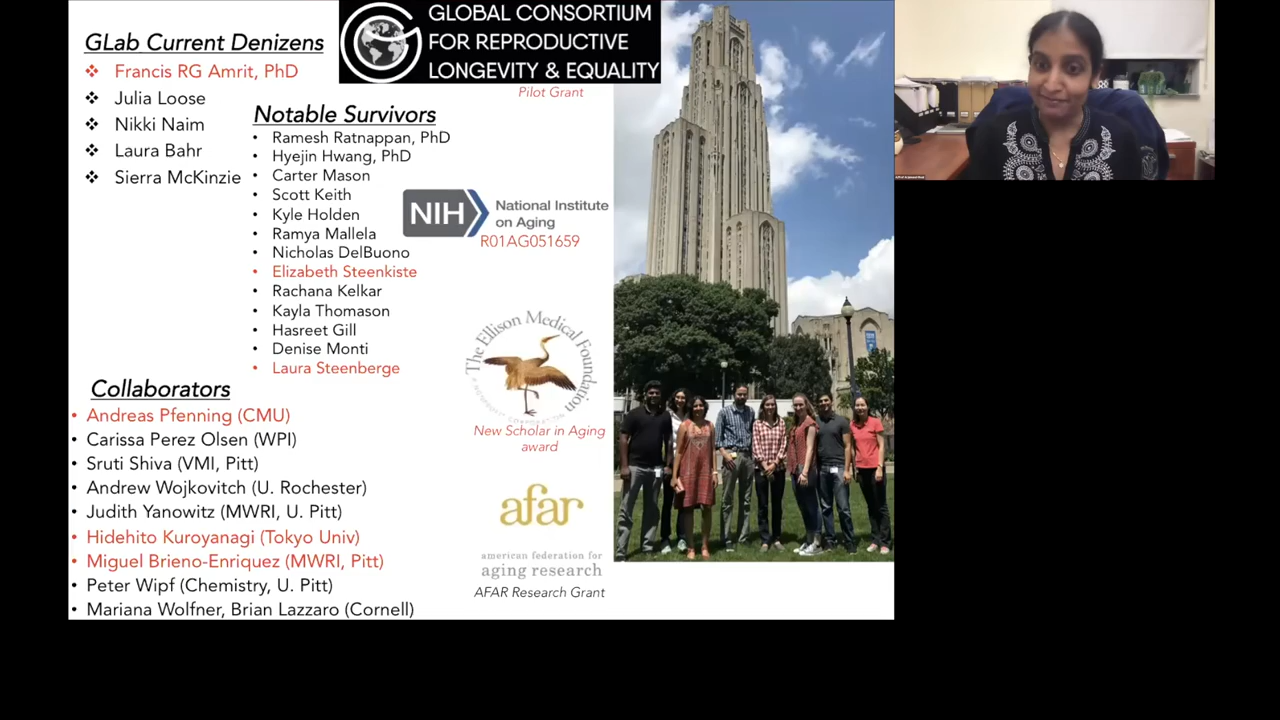 GLab Current Denizens
❖ Francis RG Amrit, PhD
❖ Julia Loose
❖ Nikki Naim
❖ Laura Bahr
❖ Sierra McKinzie
GLOBAL CONSORTIUM
FOR REPRODUCTIVE
LONGEVITY & EQUALITY
Pilot Grant
Notable Survivors
• Ramesh Ratnappan, PhD
• Hyejin Hwang, PhD
• Carter Mason
• Scott Keith
• Kyle Holden
• Ramya Mallela
• Nicholas DelBuono
• Elizabeth Steenkiste
• Rachana Kelkar
• Kayla Thomason
• Hasreet Gill
• Denise Monti
• Laura Steenberge
NIH National Institute
on Aging
R01AG051659
The Ellison Medical Foundation
New Scholar in Aging
award
afar
american federation for
aging research
AFAR Research Grant
Collaborators
• Andreas Pfenning (CMU)
• Carissa Perez Olsen (WPI)
• Sruti Shiva (VMI, Pitt)
• Andrew Wojkovitch (U. Rochester)
• Judith Yanowitz (MWRI, U. Pitt)
• Hidehito Kuroyanagi (Tokyo Univ)
• Miguel Brieno-Enriquez (MWRI, Pitt)
• Peter Wipf (Chemistry, U. Pitt)
• Mariana Wolfner, Brian Lazzaro (Cornell)